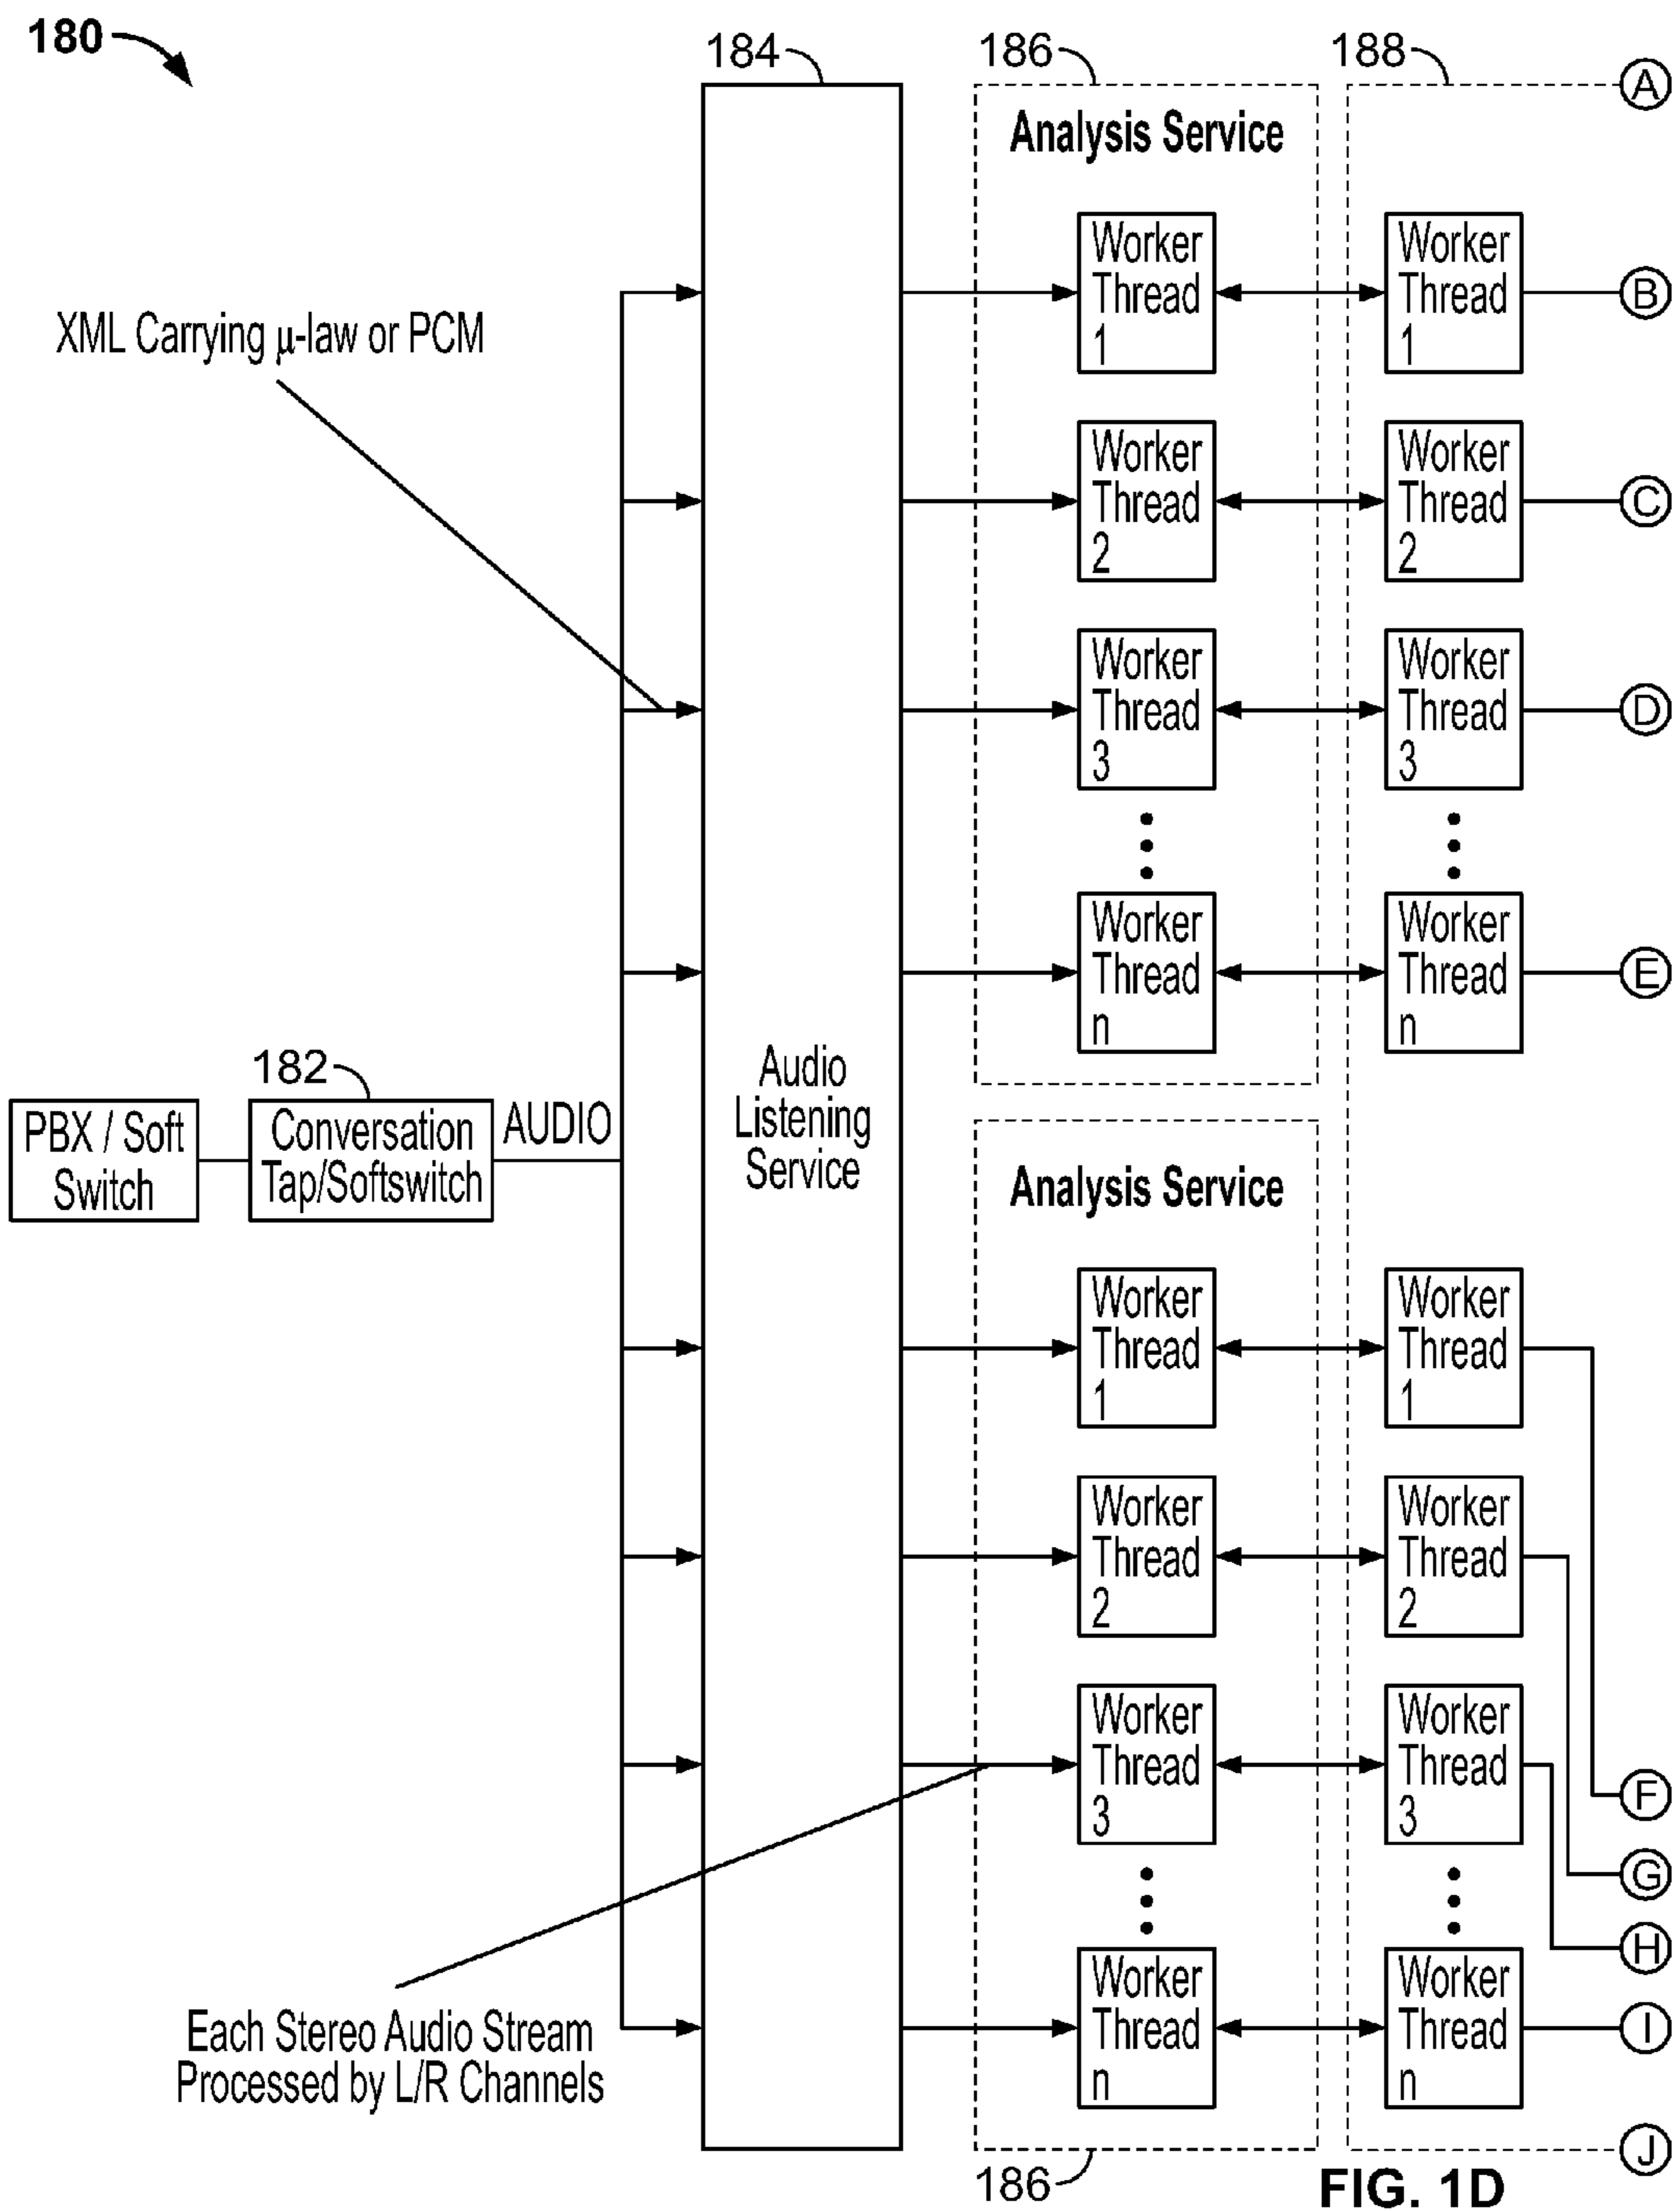 180
184
186
188
A
Analysis Service
Worker
Thread
1
Worker
Thread
1
B
XML Carrying μ-law or PCM
Worker
Thread
2
Worker
Thread
2
C
Worker
Thread
3
Worker
Thread
3
D
Worker
Thread
n
Worker
Thread
n
E
PBX / Soft
Switch
182
Conversation
Tap/Softswitch
AUDIO
Audio
Listening
Service
Analysis Service
Worker
Thread
1
Worker
Thread
1
Worker
Thread
2
Worker
Thread
2
Worker
Thread
3
Worker
Thread
3
F
G
H
Each Stereo Audio Stream
Processed by L/R Channels
Worker
Thread
n
Worker
Thread
n
I
J
186
FIG. 1D